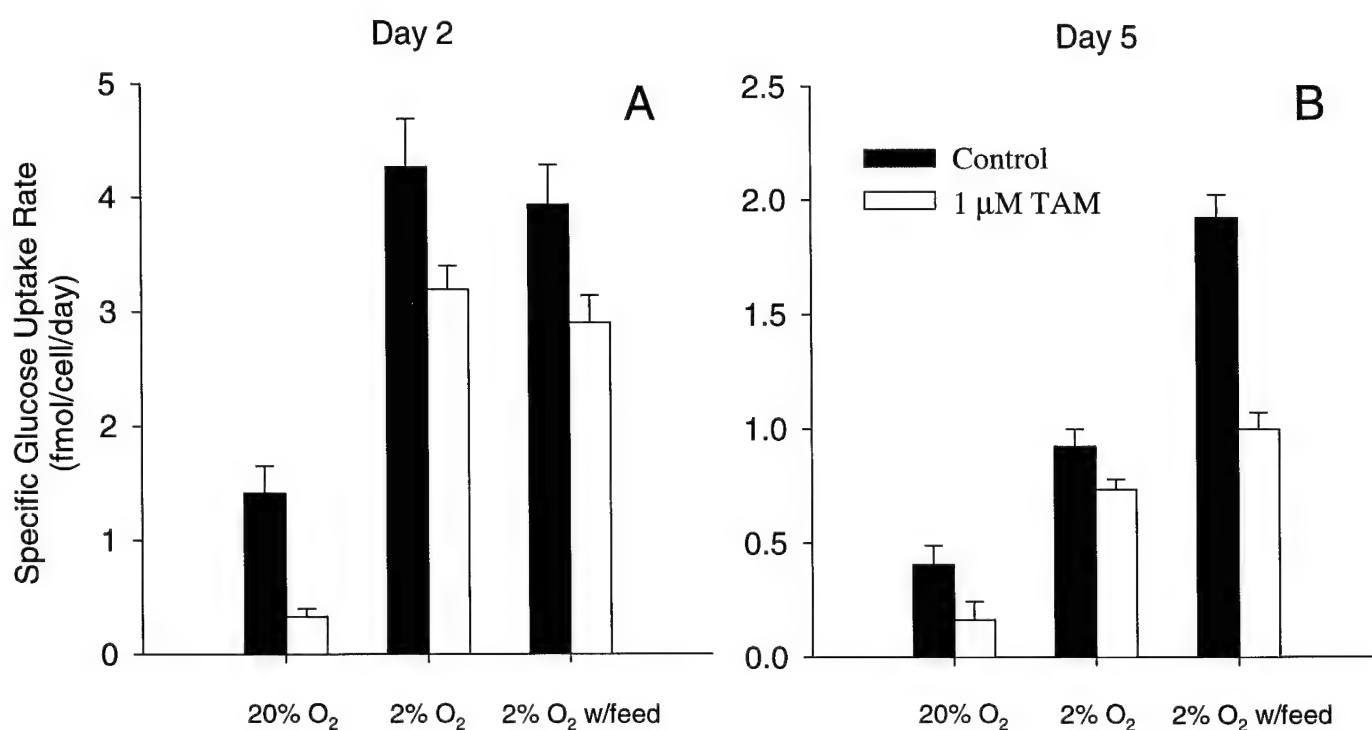 Day 2
Day 5
A
B
Specific Glucose Uptake Rate
(fmol/cell/day)
5
4
3
2
1
0
2.5
2.0
1.5
1.0
0.5
0.0
Control
1 μM TAM
20% O₂
2% O₂
2% O₂ w/feed
20% O₂
2% O₂
2% O₂ w/feed